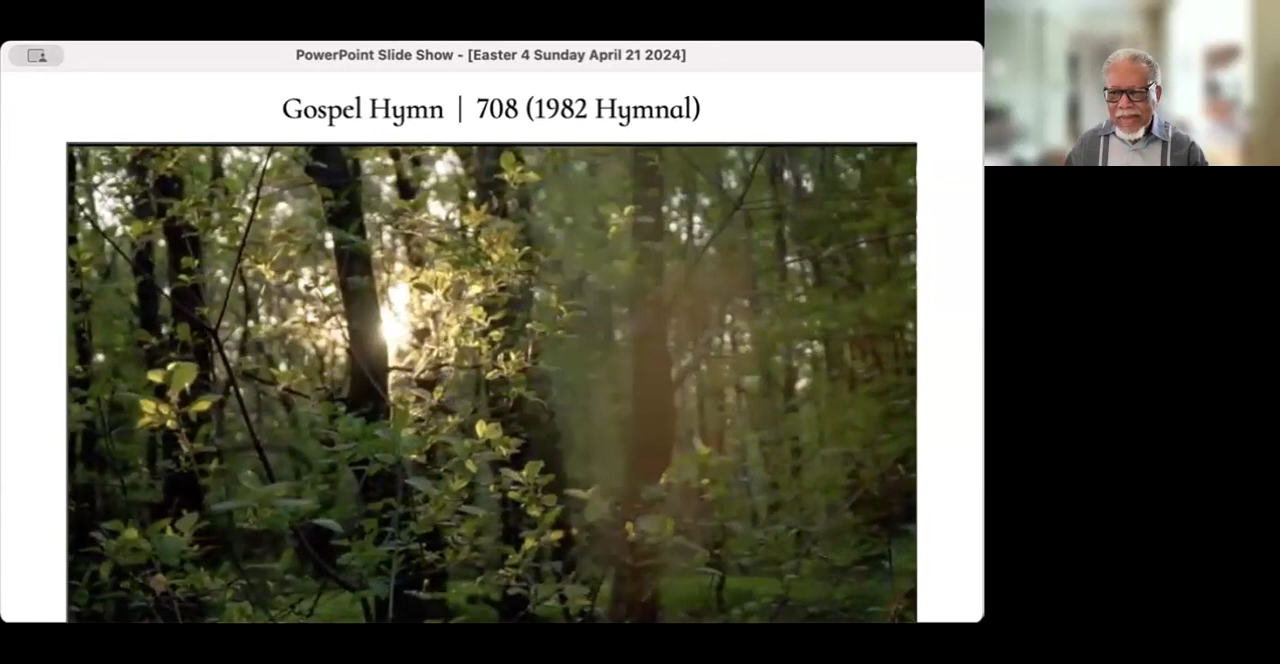 PowerPoint Slide Show - [Easter 4 Sunday April 21 2024]
Gospel Hymn | 708 (1982 Hymnal)